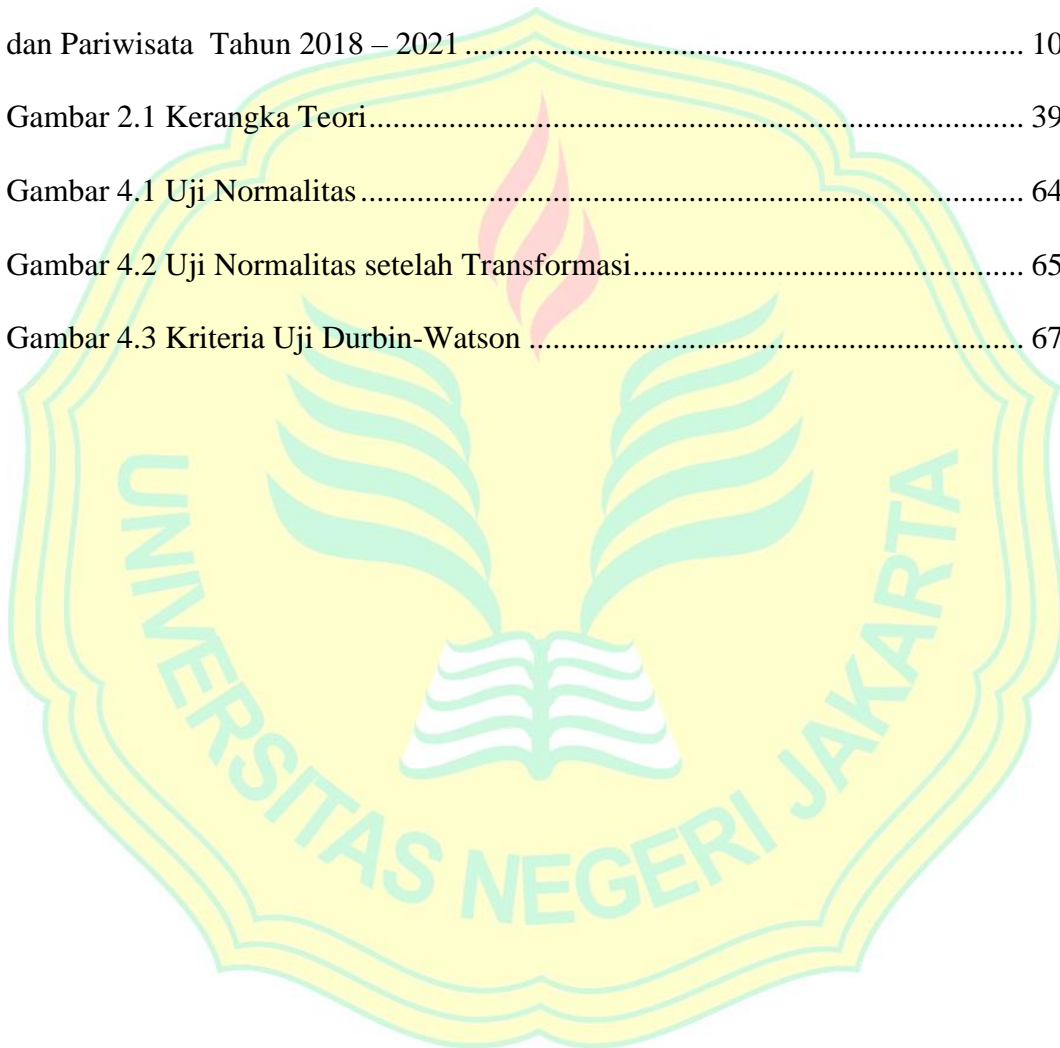 dan Pariwisata  Tahun 2018 – 2021 ........................................................................ 10
Gambar 2.1 Kerangka Teori.................................................................................... 39
Gambar 4.1 Uji Normalitas ..................................................................................... 64
Gambar 4.2 Uji Normalitas setelah Transformasi.................................................. 65
Gambar 4.3 Kriteria Uji Durbin-Watson ................................................................ 67
UNIVERSITAS NEGERI JAKARTA